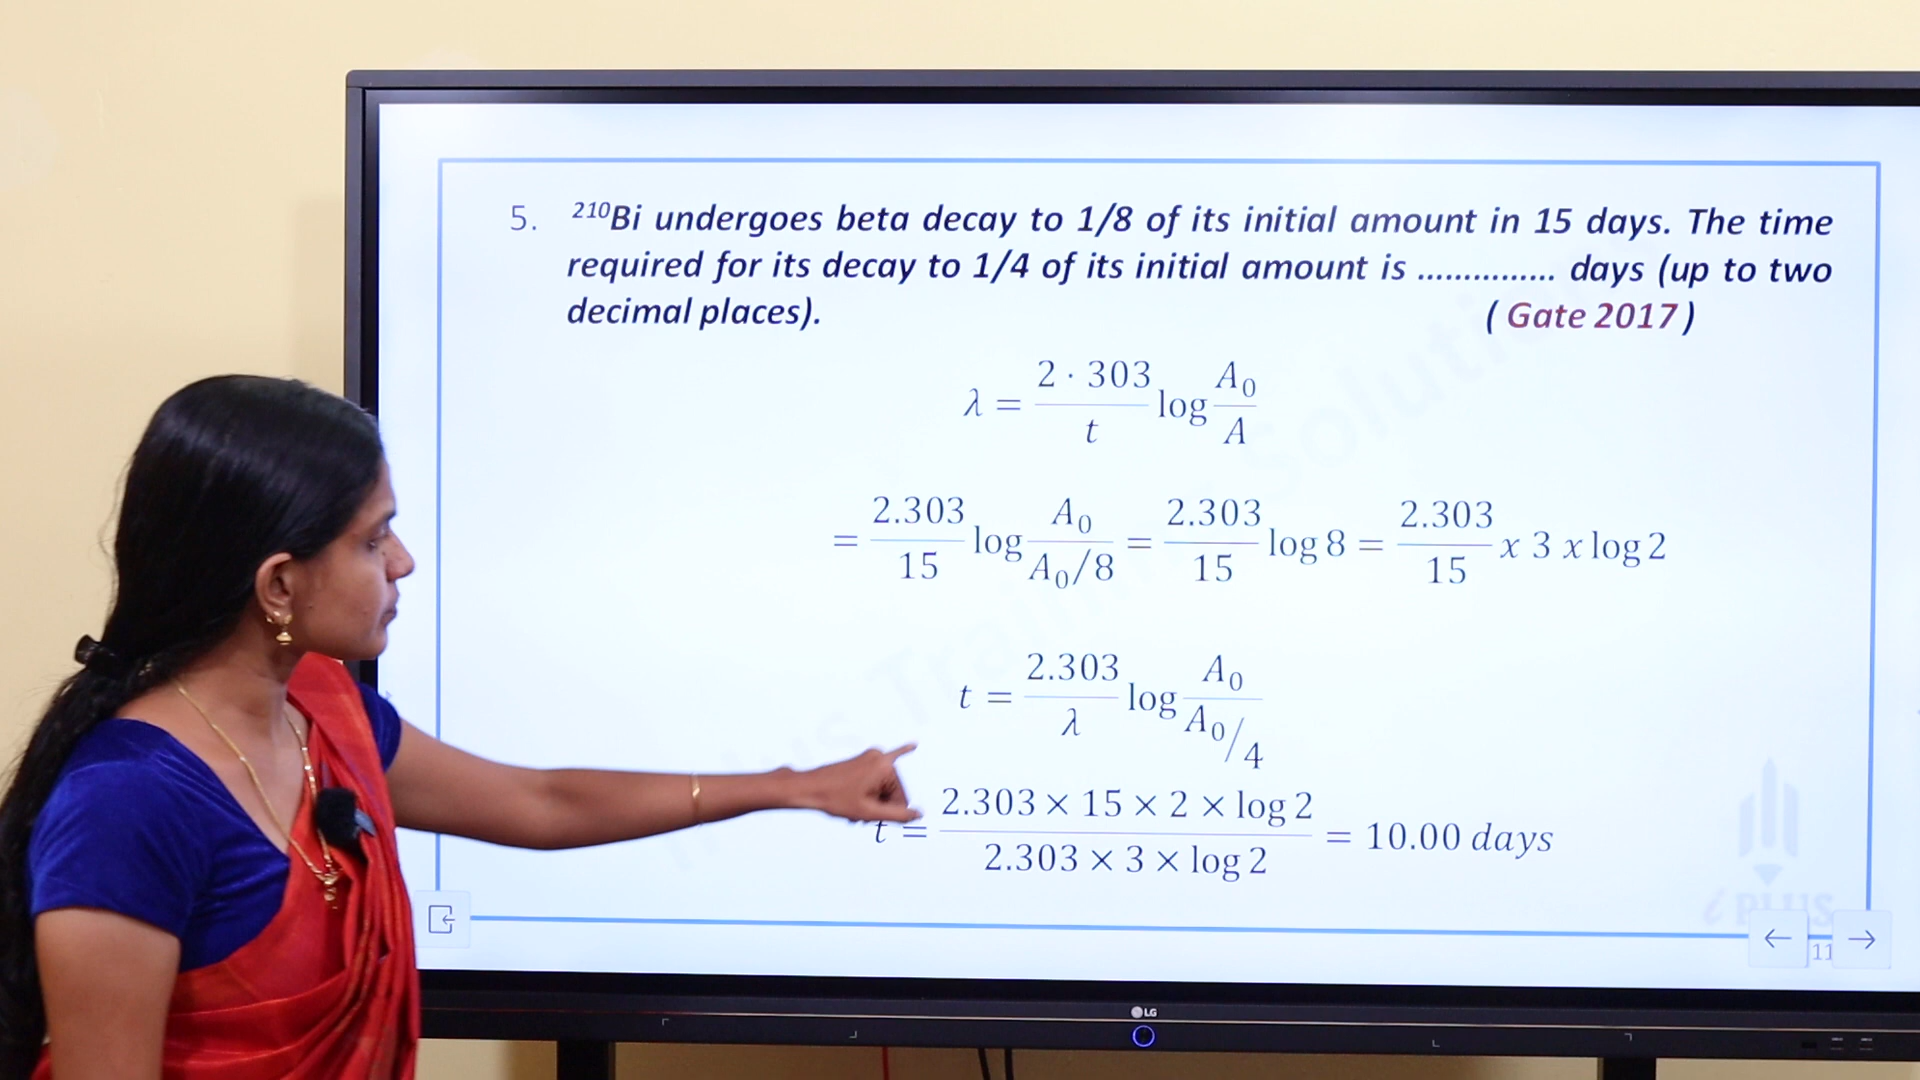 5. ²¹⁰Bi undergoes beta decay to 1/8 of its initial amount in 15 days. The time
required for its decay to 1/4 of its initial amount is ............... days (up to two
decimal places). ( Gate 2017 )
λ = 2 · 303 / t log A₀ / A
= 2.303 / 15 log A₀ / A₀/8 = 2.303 / 15 log 8 = 2.303 / 15 x 3 x log 2
t = 2.303 / λ log A₀ / A₀/4
t = 2.303 × 15 × 2 × log 2 / 2.303 × 3 × log 2 = 10.00 days
i PLUS
11
LG